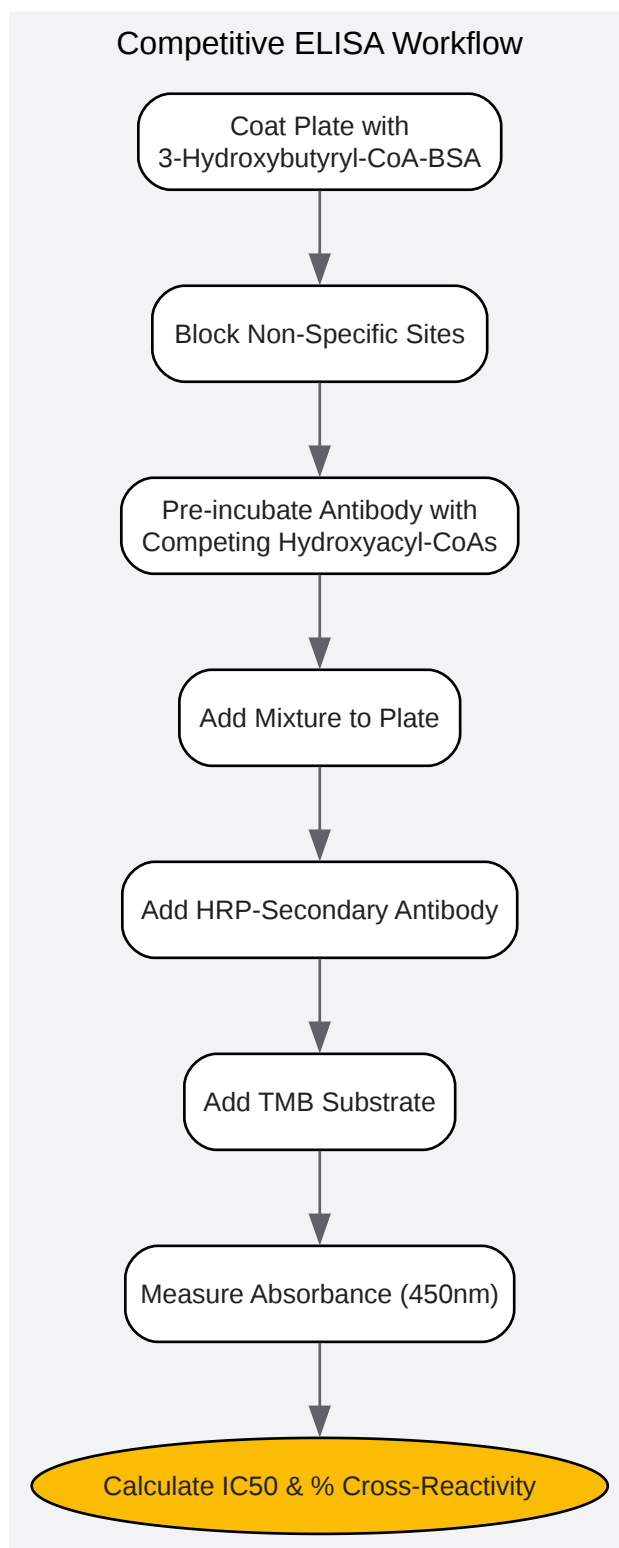 Competitive ELISA Workflow
Coat Plate with
3-Hydroxybutyryl-CoA-BSA
Block Non-Specific Sites
Pre-incubate Antibody with
Competing Hydroxyacyl-CoAs
Add Mixture to Plate
Add HRP-Secondary Antibody
Add TMB Substrate
Measure Absorbance (450nm)
Calculate IC50 & % Cross-Reactivity